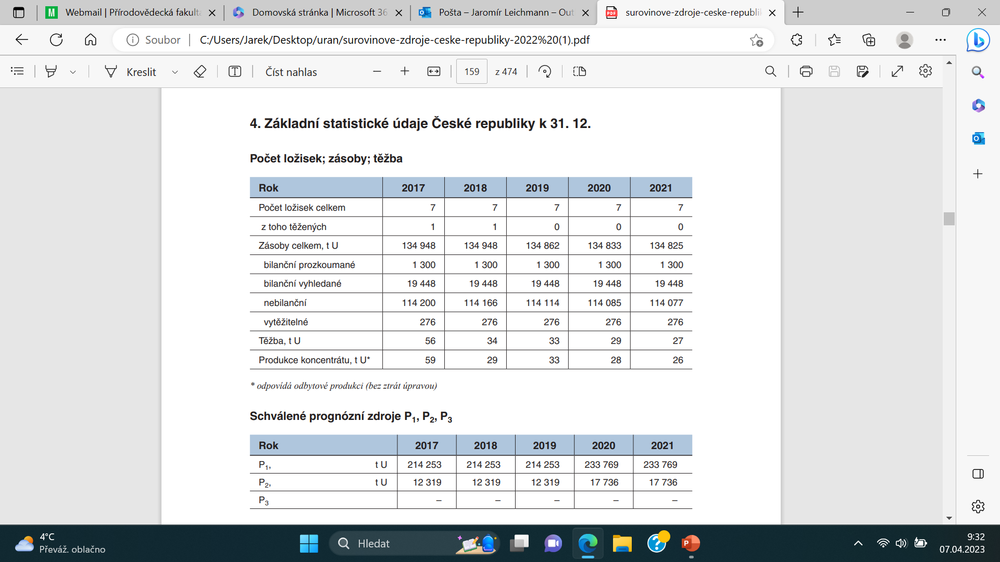 Webmail | Přírodovědecká fakulta
Domovská stránka | Microsoft 36
Pošta – Jaromír Leichmann – Out
surovinove-zdroje-ceske-republik
Soubor
C:/Users/Jarek/Desktop/uran/surovinove-zdroje-ceske-republiky-2022%20(1).pdf
Kreslit
Číst nahlas
159
z 474
4. Základní statistické údaje České republiky k 31. 12.
Počet ložisek; zásoby; těžba
Rok 2017 2018 2019 2020 2021
Počet ložisek celkem 7 7 7 7 7
z toho těžených 1 1 0 0 0
Zásoby celkem, t U 134 948 134 948 134 862 134 833 134 825
bilanční prozkoumané 1 300 1 300 1 300 1 300 1 300
bilanční vyhledané 19 448 19 448 19 448 19 448 19 448
nebilanční 114 200 114 166 114 114 114 085 114 077
vytěžitelné 276 276 276 276 276
Těžba, t U 56 34 33 29 27
Produkce koncentrátu, t U* 59 29 33 28 26
* odpovídá odbytové produkci (bez ztrát úpravou)
Schválené prognózní zdroje P1, P2, P3
Rok 2017 2018 2019 2020 2021
P1, t U 214 253 214 253 214 253 233 769 233 769
P2, t U 12 319 12 319 12 319 17 736 17 736
P3 – – – – –
4°C
Převáž. oblačno
Hledat
9:32
07.04.2023